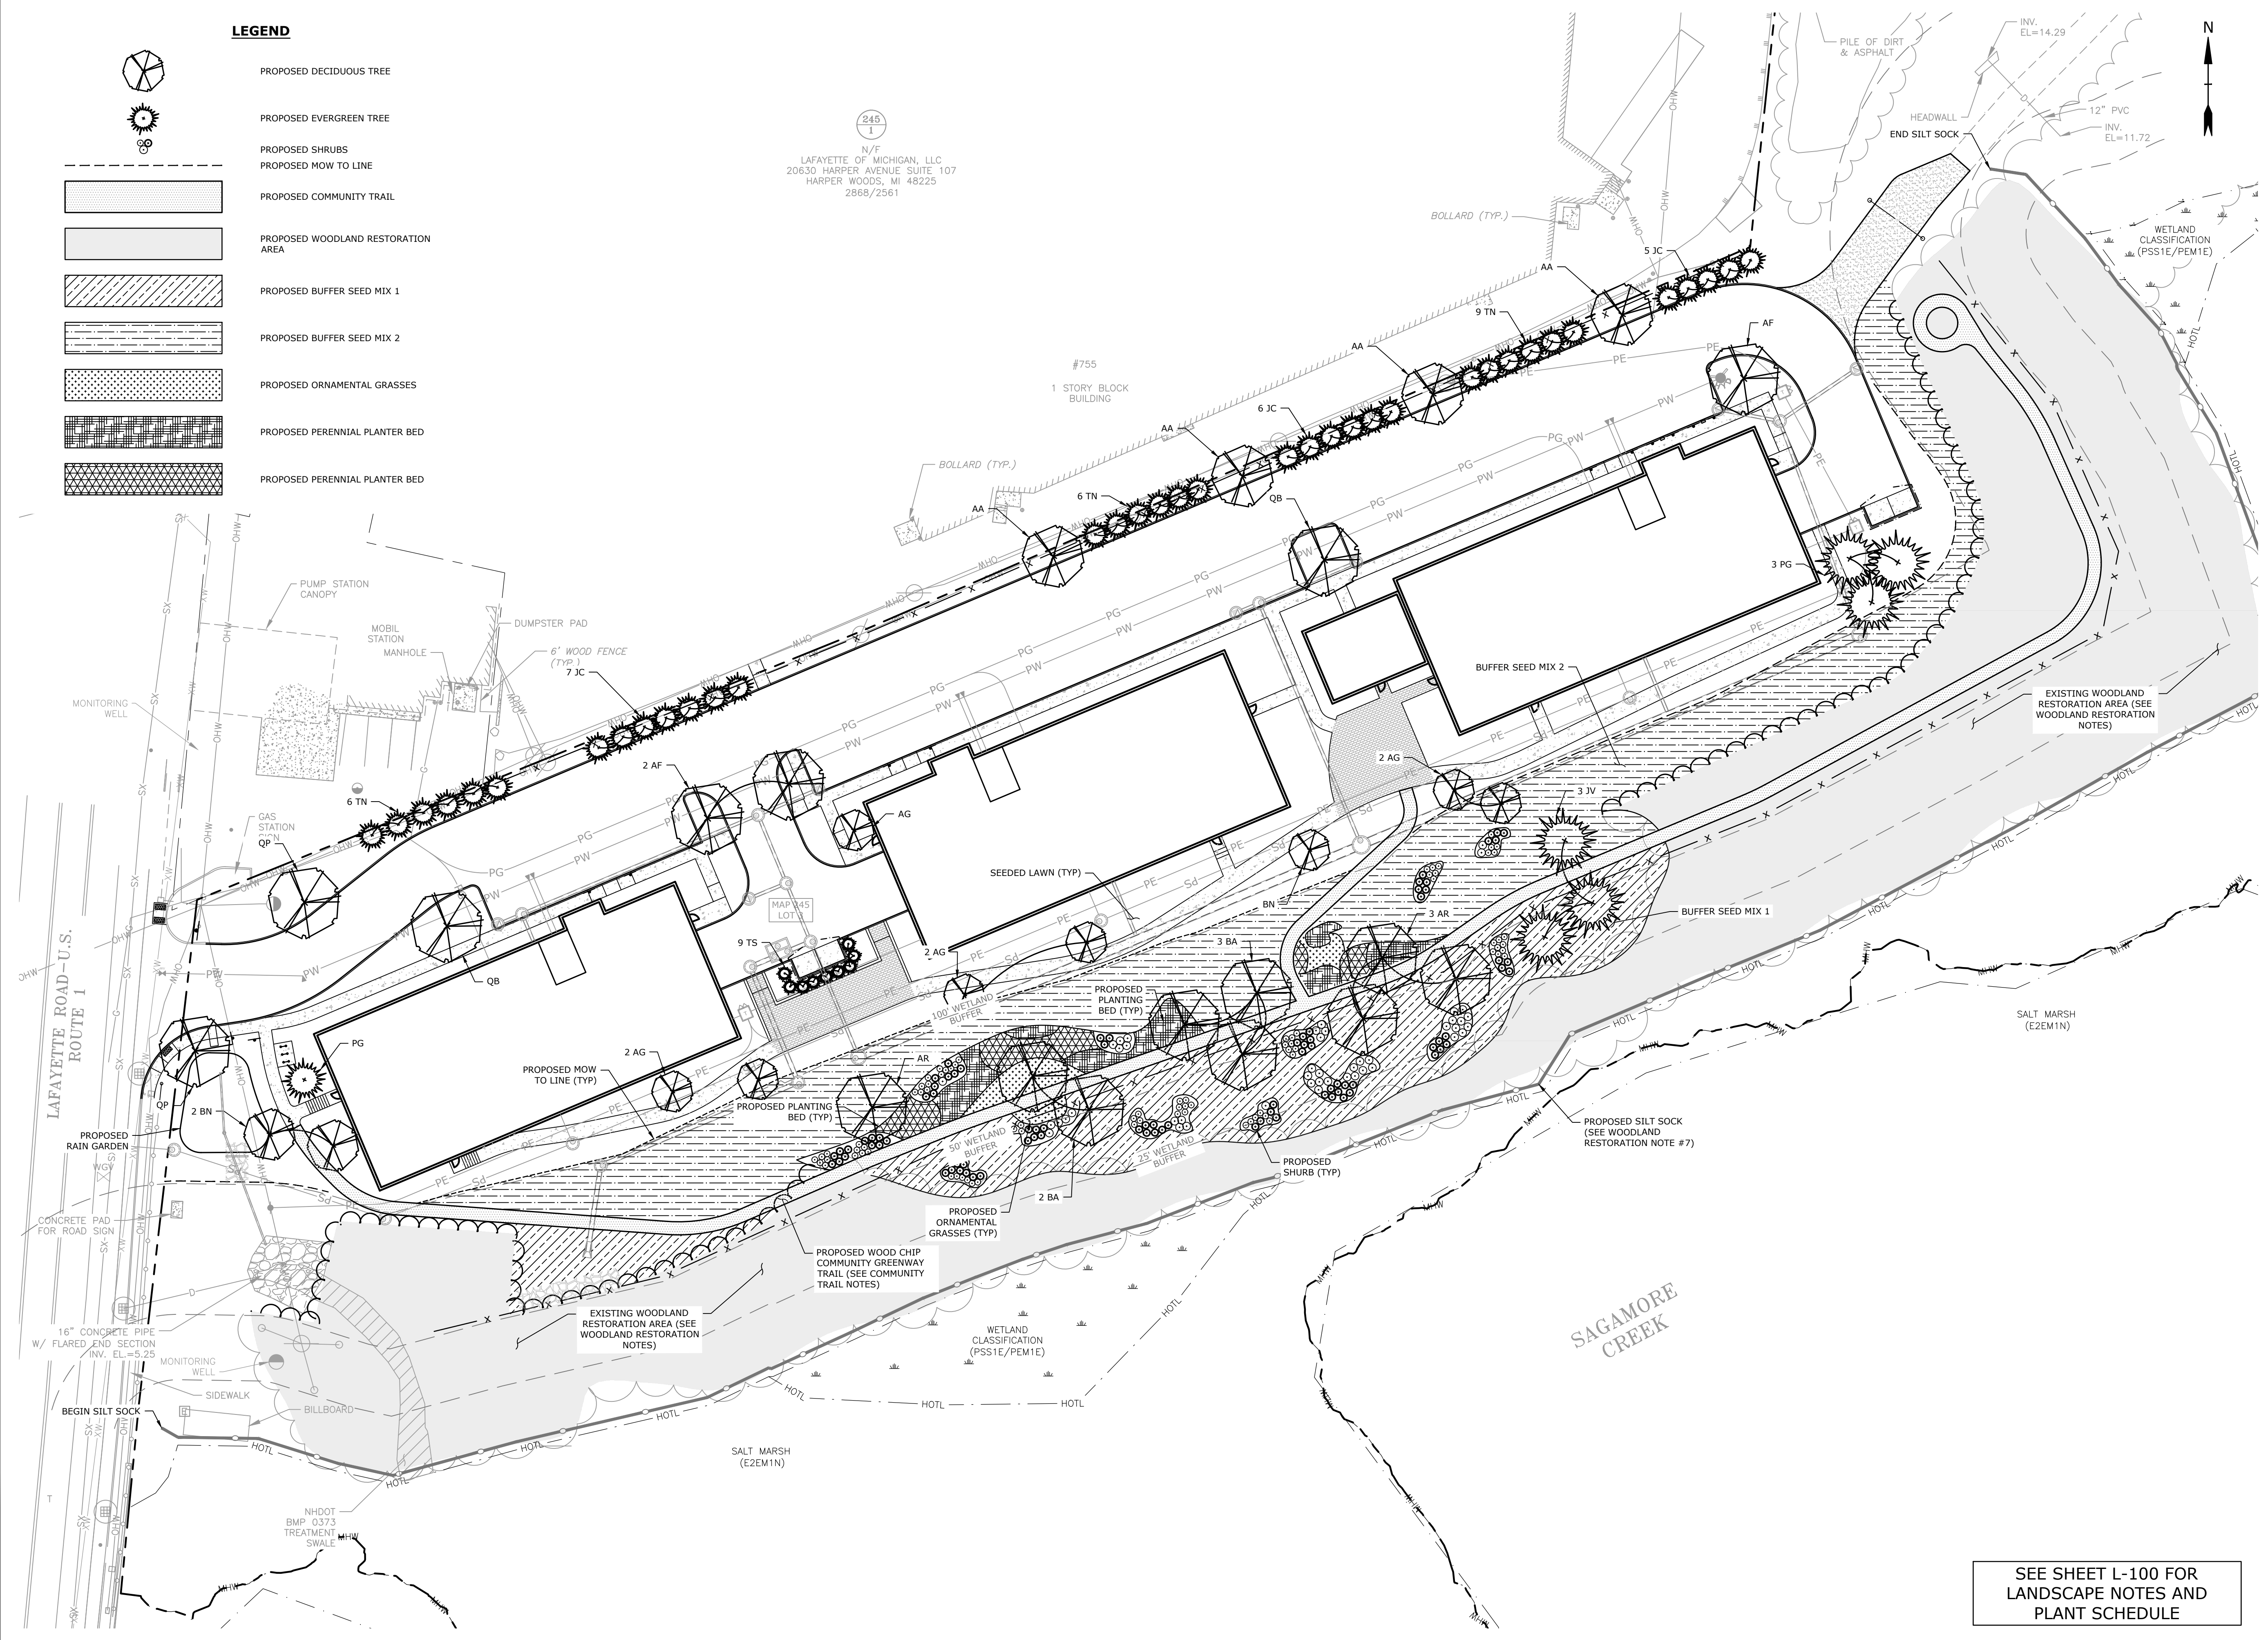 LEGEND
PROPOSED DECIDUOUS TREE
PROPOSED EVERGREEN TREE
PROPOSED SHRUBS
PROPOSED MOW TO LINE
PROPOSED COMMUNITY TRAIL
PROPOSED WOODLAND RESTORATION
AREA
PROPOSED BUFFER SEED MIX 1
PROPOSED BUFFER SEED MIX 2
PROPOSED ORNAMENTAL GRASSES
PROPOSED PERENNIAL PLANTER BED
PROPOSED PERENNIAL PLANTER BED
245
1
N/F
LAFAYETTE OF MICHIGAN, LLC
20630 HARPER AVENUE SUITE 107
HARPER WOODS, MI 48225
2868/2561
PILE OF DIRT
& ASPHALT
INV.
EL=14.29
N
HEADWALL
12" PVC
INV.
EL=11.72
D
END SILT SOCK
BOLLARD (TYP.)
WETLAND
CLASSIFICATION
(PSS1E/PEM1E)
5 JC
AA
9 TN
AF
AA
#755
1 STORY BLOCK
BUILDING
6 JC
AA
BOLLARD (TYP.)
6 TN
QB
AA
3 PG
PUMP STATION
CANOPY
MOBIL
STATION
MANHOLE
DUMPSTER PAD
6' WOOD FENCE
(TYP.)
7 JC
BUFFER SEED MIX 2
MONITORING
WELL
EXISTING WOODLAND
RESTORATION AREA (SEE
WOODLAND RESTORATION
NOTES)
2 AF
2 AG
3 JV
6 TN
GAS
STATION
SIGN
QP
AG
SEEDED LAWN (TYP)
MAP 245
LOT 3
BN
BUFFER SEED MIX 1
3 AR
3 BA
9 TS
2 AG
QB
LAFAYETTE ROAD-U.S.
ROUTE 1
PROPOSED
PLANTING
BED (TYP)
100' WETLAND
BUFFER
SALT MARSH
(E2EM1N)
PG
2 AG
AR
PROPOSED MOW
TO LINE (TYP)
PROPOSED PLANTING
BED (TYP)
QP
2 BN
PROPOSED
RAIN GARDEN
WGV
50' WETLAND
BUFFER
25' WETLAND
BUFFER
PROPOSED SILT SOCK
(SEE WOODLAND
RESTORATION NOTE #7)
PROPOSED
SHURB (TYP)
2 BA
PROPOSED
ORNAMENTAL
GRASSES (TYP)
CONCRETE PAD
FOR ROAD SIGN
PROPOSED WOOD CHIP
COMMUNITY GREENWAY
TRAIL (SEE COMMUNITY
TRAIL NOTES)
D
16" CONCRETE PIPE
W/ FLARED END SECTION
INV. EL.=5.25
MONITORING
WELL
EXISTING WOODLAND
RESTORATION AREA (SEE
WOODLAND RESTORATION
NOTES)
WETLAND
CLASSIFICATION
(PSS1E/PEM1E)
SAGAMORE
CREEK
SIDEWALK
BILLBOARD
BEGIN SILT SOCK
SALT MARSH
(E2EM1N)
NHDOT
BMP 0373
TREATMENT
SWALE
SEE SHEET L-100 FOR
LANDSCAPE NOTES AND
PLANT SCHEDULE